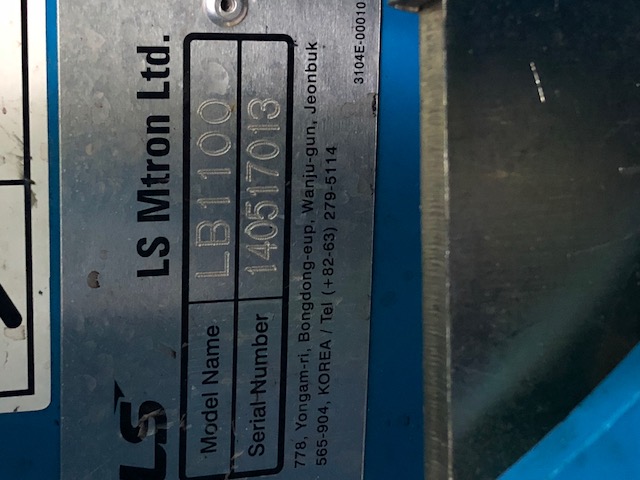 LS
LS Mtron Ltd.
Model Name LB1100
Serial Number 140517013
778, Yongam-ri, Bongdong-eup, Wanju-gun, Jeonbuk
565-904, KOREA / Tel (+82-63) 279-5114
3104E-00010